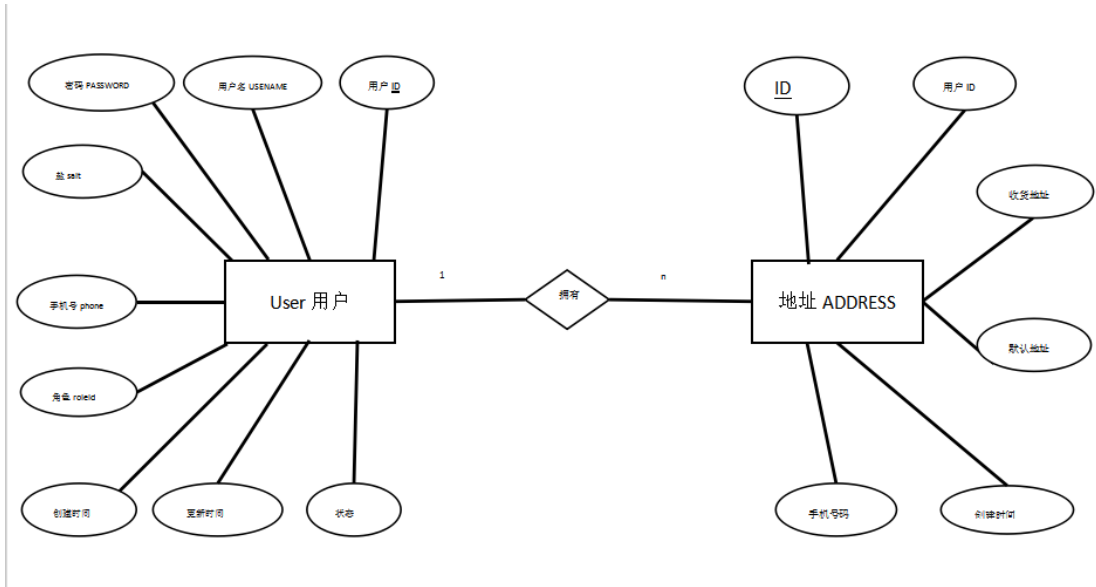 密码 PASSWORD
用户名 USENAME
用户 ID
ID
用户 ID
盐 salt
收货地址
1
n
手机号 phone
User 用户
拥有
地址 ADDRESS
默认地址
角色 roleId
创建时间
更新时间
状态
手机号码
创建时间